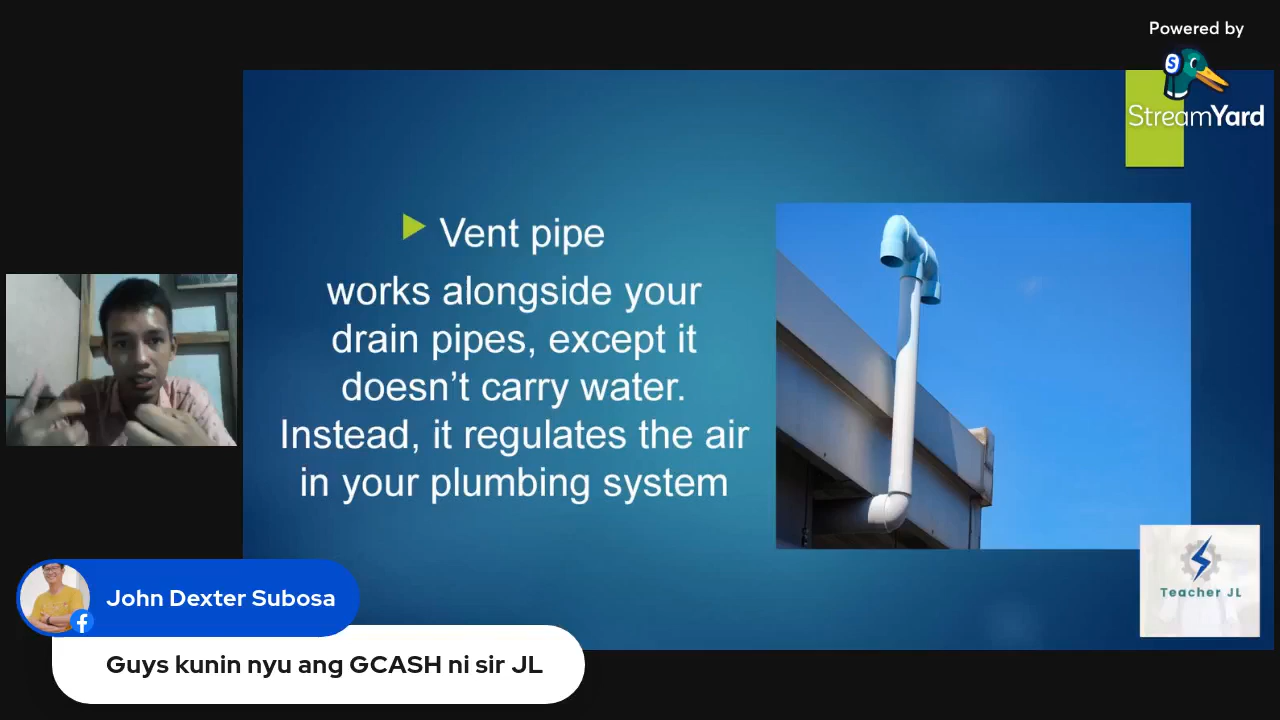 Powered by
StreamYard
Vent pipe
works alongside your
drain pipes, except it
doesn't carry water.
Instead, it regulates the air
in your plumbing system
Teacher JL
John Dexter Subosa
Guys kunin nyu ang GCASH ni sir JL